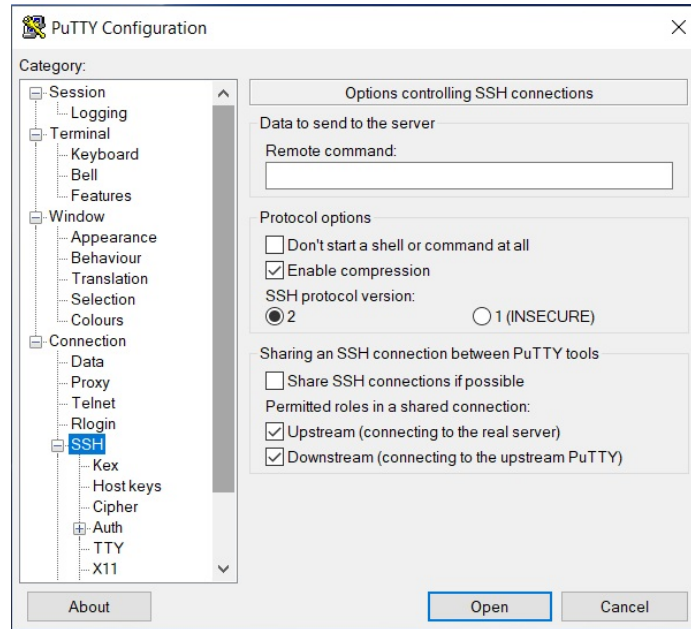 PuTTY Configuration
Category:
Session
Logging
Terminal
Keyboard
Bell
Features
Window
Appearance
Behaviour
Translation
Selection
Colours
Connection
Data
Proxy
Telnet
Rlogin
SSH
Kex
Host keys
Cipher
Auth
TTY
X11
Options controlling SSH connections
Data to send to the server
Remote command:
Protocol options
Don't start a shell or command at all
Enable compression
SSH protocol version:
2 1 (INSECURE)
Sharing an SSH connection between PuTTY tools
Share SSH connections if possible
Permitted roles in a shared connection:
Upstream (connecting to the real server)
Downstream (connecting to the upstream PuTTY)
About Open Cancel